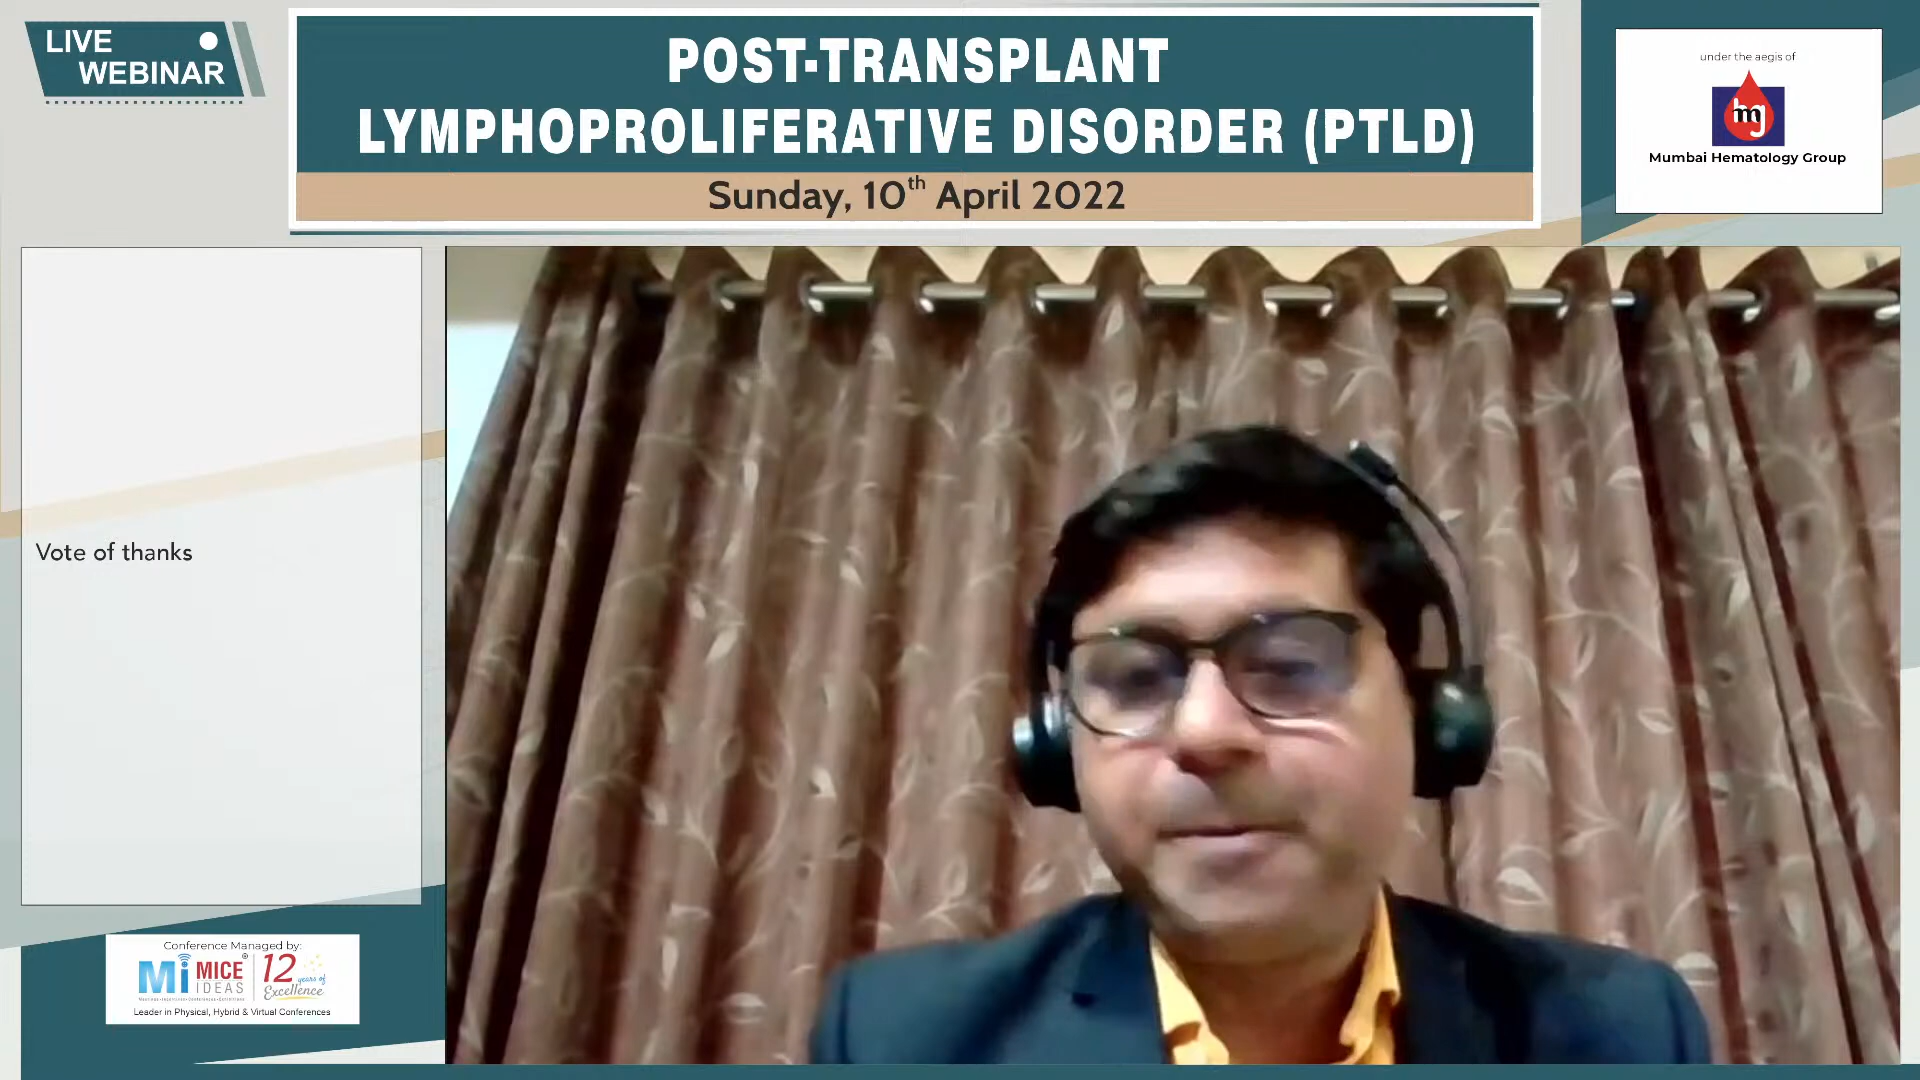 LIVE
WEBINAR
POST-TRANSPLANT
LYMPHOPROLIFERATIVE DISORDER (PTLD)
Sunday, 10th April 2022
under the aegis of
mg
Mumbai Hematology Group
Vote of thanks
Conference Managed by:
Mi MICE IDEAS
12 years of Excellence
Leader in Physical, Hybrid & Virtual Conferences